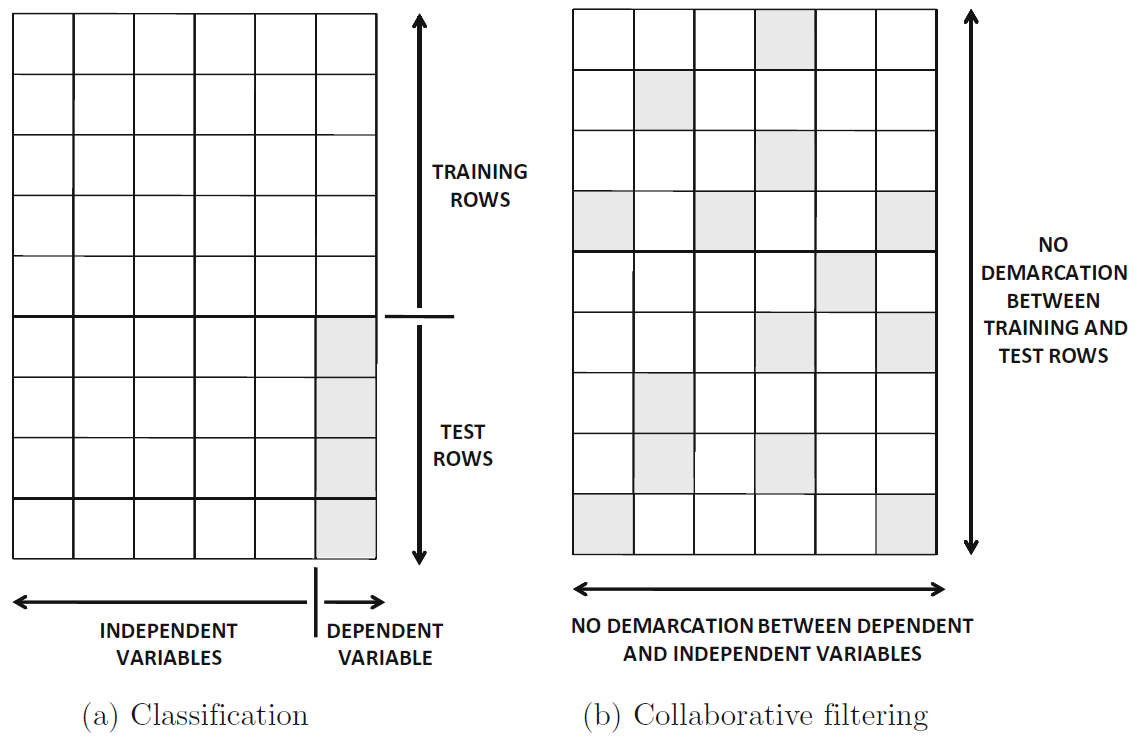 TRAINING
ROWS
TEST
ROWS
INDEPENDENT
VARIABLES
DEPENDENT
VARIABLE
(a) Classification
NO
DEMARCATION
BETWEEN
TRAINING AND
TEST ROWS
NO DEMARCATION BETWEEN DEPENDENT
AND INDEPENDENT VARIABLES
(b) Collaborative filtering